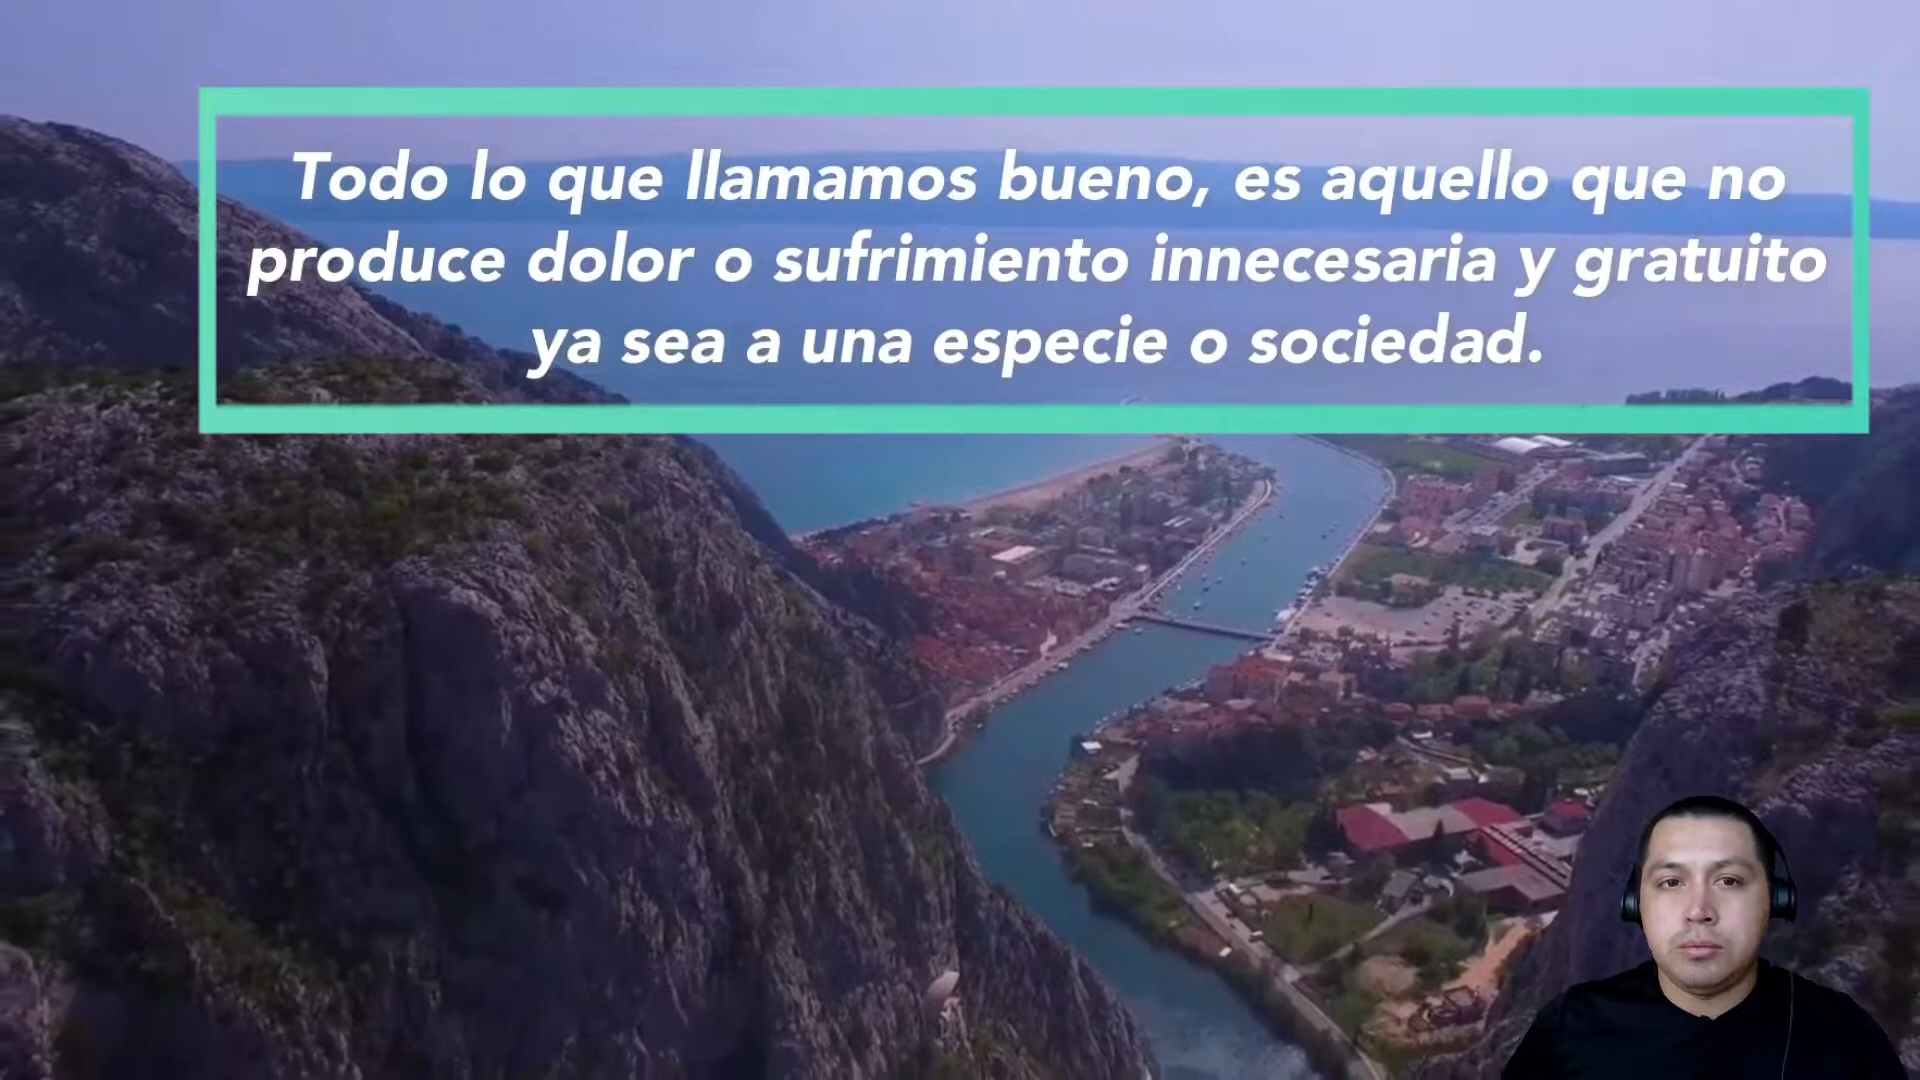 Todo lo que llamamos bueno, es aquello que no
produce dolor o sufrimiento innecesaria y gratuito
ya sea a una especie o sociedad.